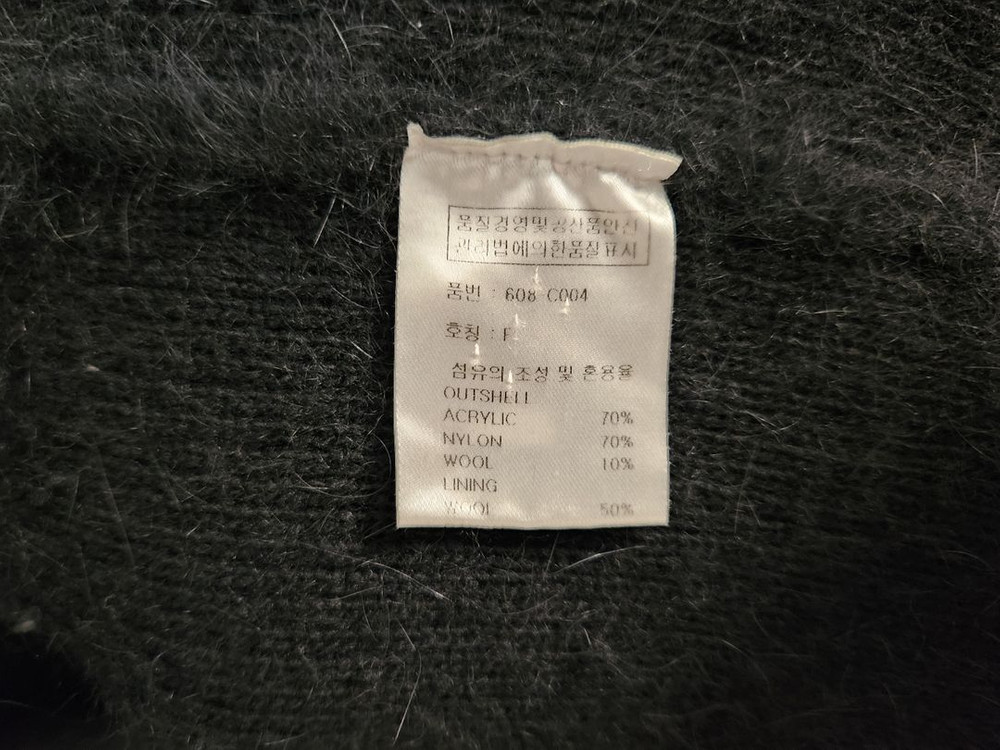 품질경영및공산품안전
관리법에의한품질표시
품번 : 608-C004
호칭 : F
섬유의 조성 및 혼용율
OUTSHELL
ACRYLIC 70%
NYLON 70%
WOOL 10%
LINING
WOOL 50%